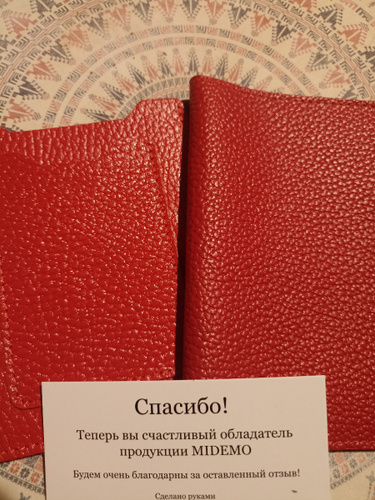 Спасибо!
Теперь вы счастливый обладатель
продукции MIDEMO
Будем очень благодарны за оставленный отзыв!
Сделано руками